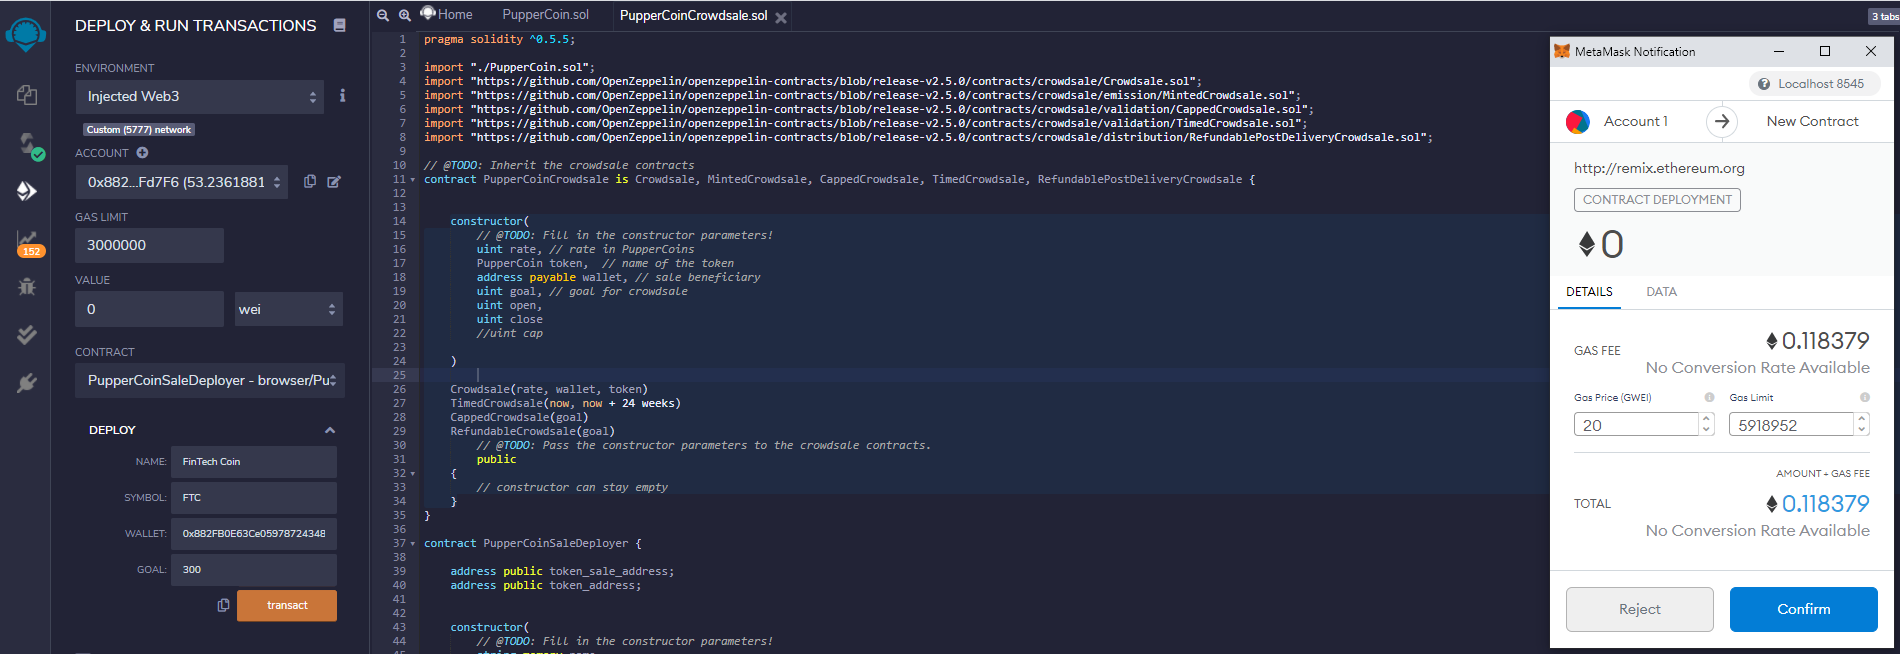 DEPLOY & RUN TRANSACTIONS
ENVIRONMENT
Injected Web3
Custom (5777) network
ACCOUNT
0x882...Fd7F6 (53.2361881
GAS LIMIT
3000000
VALUE
0
wei
CONTRACT
PupperCoinSaleDeployer - browser/Pu
DEPLOY
NAME: FinTech Coin
SYMBOL: FTC
WALLET: 0x882FB0E63Ce05978724348
GOAL: 300
transact
152
Home
PupperCoin.sol
PupperCoinCrowdsale.sol
3 tabs
1 pragma solidity ^0.5.5;
2
3 import "./PupperCoin.sol";
4 import "https://github.com/OpenZeppelin/openzeppelin-contracts/blob/release-v2.5.0/contracts/crowdsale/Crowdsale.sol";
5 import "https://github.com/OpenZeppelin/openzeppelin-contracts/blob/release-v2.5.0/contracts/crowdsale/emission/MintedCrowdsale.sol";
6 import "https://github.com/OpenZeppelin/openzeppelin-contracts/blob/release-v2.5.0/contracts/crowdsale/validation/CappedCrowdsale.sol";
7 import "https://github.com/OpenZeppelin/openzeppelin-contracts/blob/release-v2.5.0/contracts/crowdsale/validation/TimedCrowdsale.sol";
8 import "https://github.com/OpenZeppelin/openzeppelin-contracts/blob/release-v2.5.0/contracts/crowdsale/distribution/RefundablePostDeliveryCrowdsale.sol";
9
10 // @TODO: Inherit the crowdsale contracts
11 contract PupperCoinCrowdsale is Crowdsale, MintedCrowdsale, CappedCrowdsale, TimedCrowdsale, RefundablePostDeliveryCrowdsale {
12
13
14 constructor(
15 // @TODO: Fill in the constructor parameters!
16 uint rate, // rate in PupperCoins
17 PupperCoin token, // name of the token
18 address payable wallet, // sale beneficiary
19 uint goal, // goal for crowdsale
20 uint open,
21 uint close
22 //uint cap
23
24 )
25
26 Crowdsale(rate, wallet, token)
27 TimedCrowdsale(now, now + 24 weeks)
28 CappedCrowdsale(goal)
29 RefundableCrowdsale(goal)
30 // @TODO: Pass the constructor parameters to the crowdsale contracts.
31 public
32 {
33 // constructor can stay empty
34 }
35 }
36
37 contract PupperCoinSaleDeployer {
38
39 address public token_sale_address;
40 address public token_address;
41
42
43 constructor(
44 // @TODO: Fill in the constructor parameters!
MetaMask Notification
Localhost 8545
Account 1
New Contract
http://remix.ethereum.org
CONTRACT DEPLOYMENT
0
DETAILS
DATA
GAS FEE
0.118379
No Conversion Rate Available
Gas Price (GWEI)
Gas Limit
20
5918952
AMOUNT + GAS FEE
TOTAL
0.118379
No Conversion Rate Available
Reject
Confirm